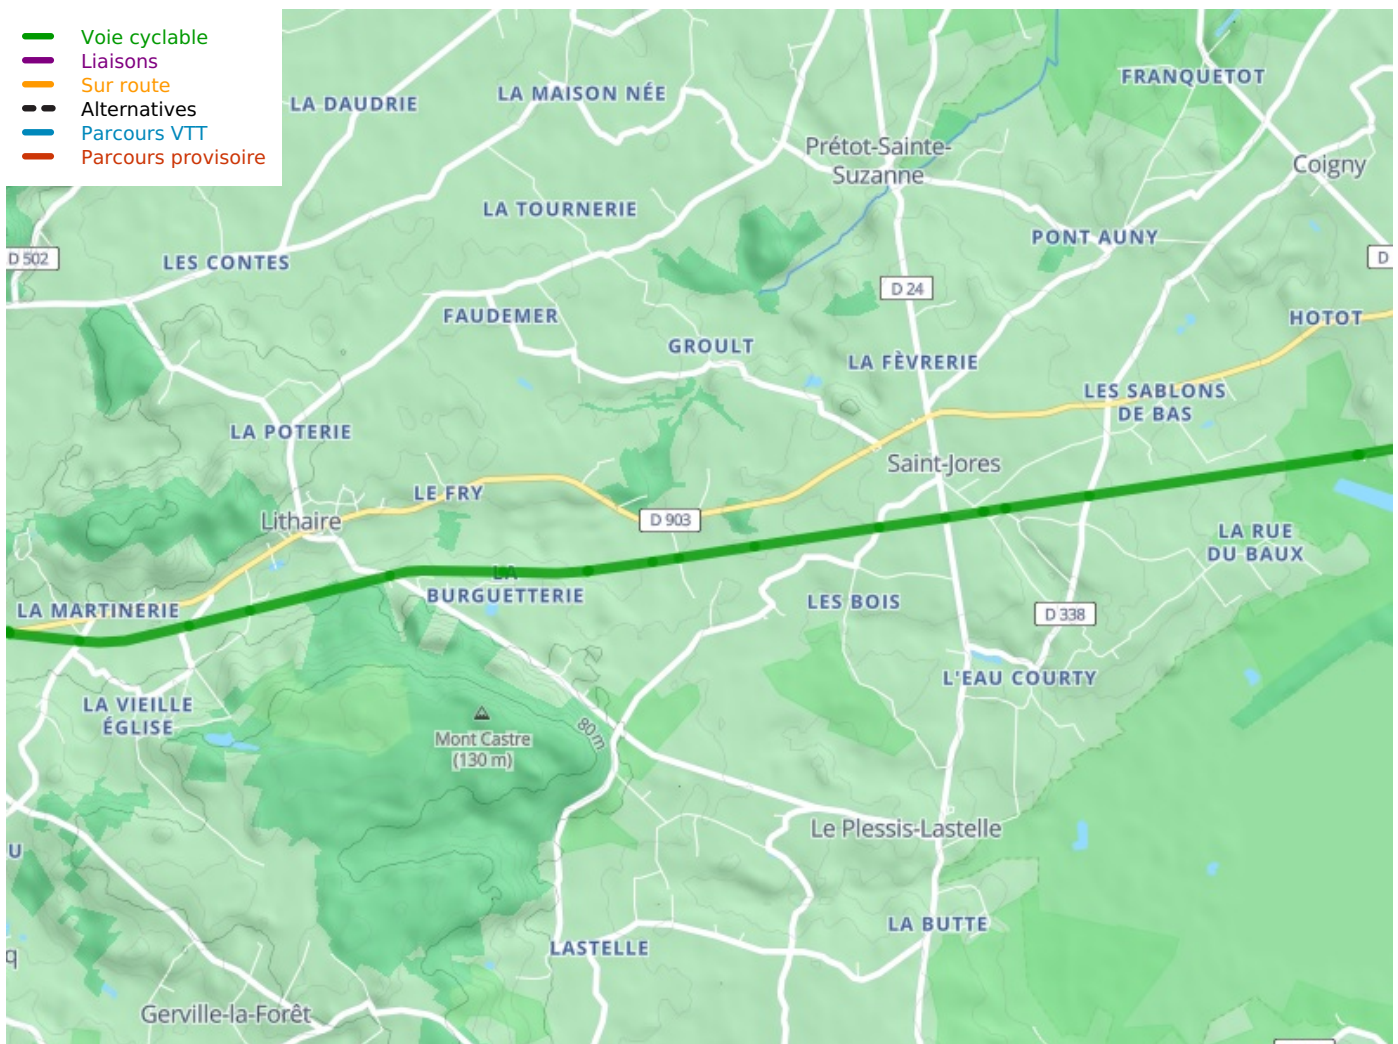 Voie cyclable
Liaisons
Sur route
Alternatives
Parcours VTT
Parcours provisoire
FRANQUETOT
LA MAISON NÉE
LA DAUDRIE
Prétot-Sainte-
Suzanne
Coigny
LA TOURNERIE
PONT AUNY
D 502
LES CONTES
D
D 24
FAUDEMER
HOTOT
GROULT
LA FÈVRERIE
LES SABLONS
DE BAS
LA POTERIE
Saint-Jores
LE FRY
Lithaire
D 903
LA RUE
DU BAUX
LA
BURGUETTERIE
LES BOIS
LA MARTINERIE
D 338
L'EAU COURTY
LA VIEILLE
ÉGLISE
80 m
Mont Castre
(130 m)
Le Plessis-Lastelle
U
LA BUTTE
LASTELLE
q
Gerville-la-Forêt